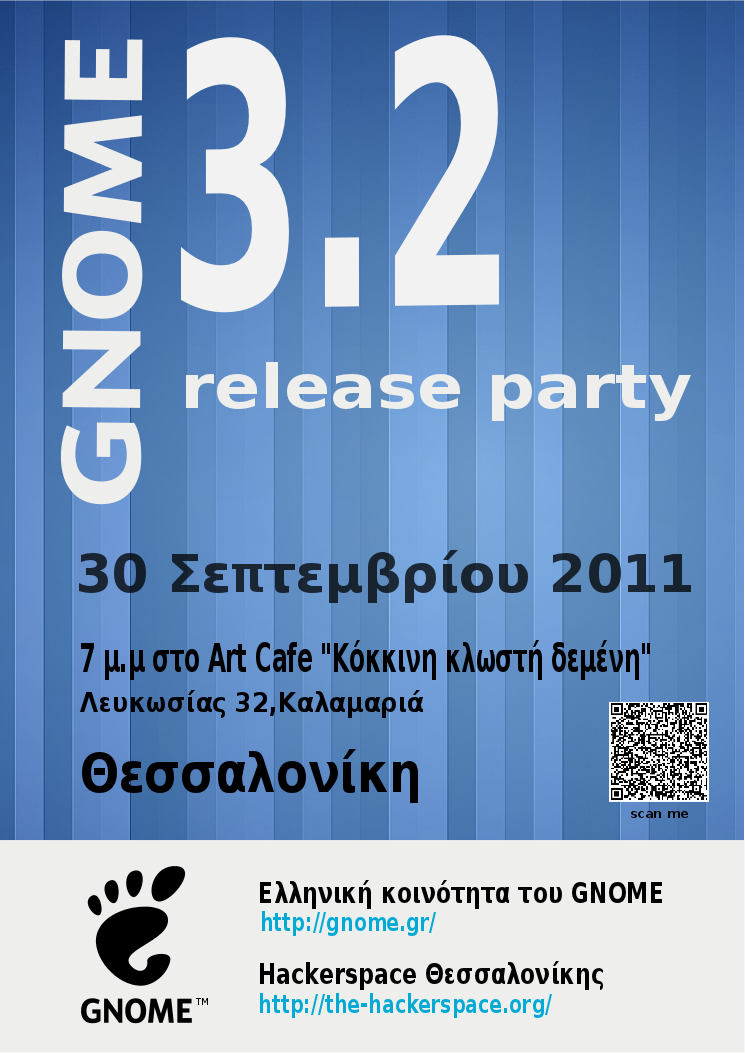 GNOME
3.2
release party
30 Σεπτεμβρίου 2011
7 μ.μ στο Art Cafe "Κόκκινη κλωστή δεμένη"
Λευκωσίας 32,Καλαμαριά
Θεσσαλονίκη
scan me
Ελληνική κοινότητα του GNOME
http://gnome.gr/
Hackerspace Θεσσαλονίκης
http://the-hackerspace.org/
GNOME™